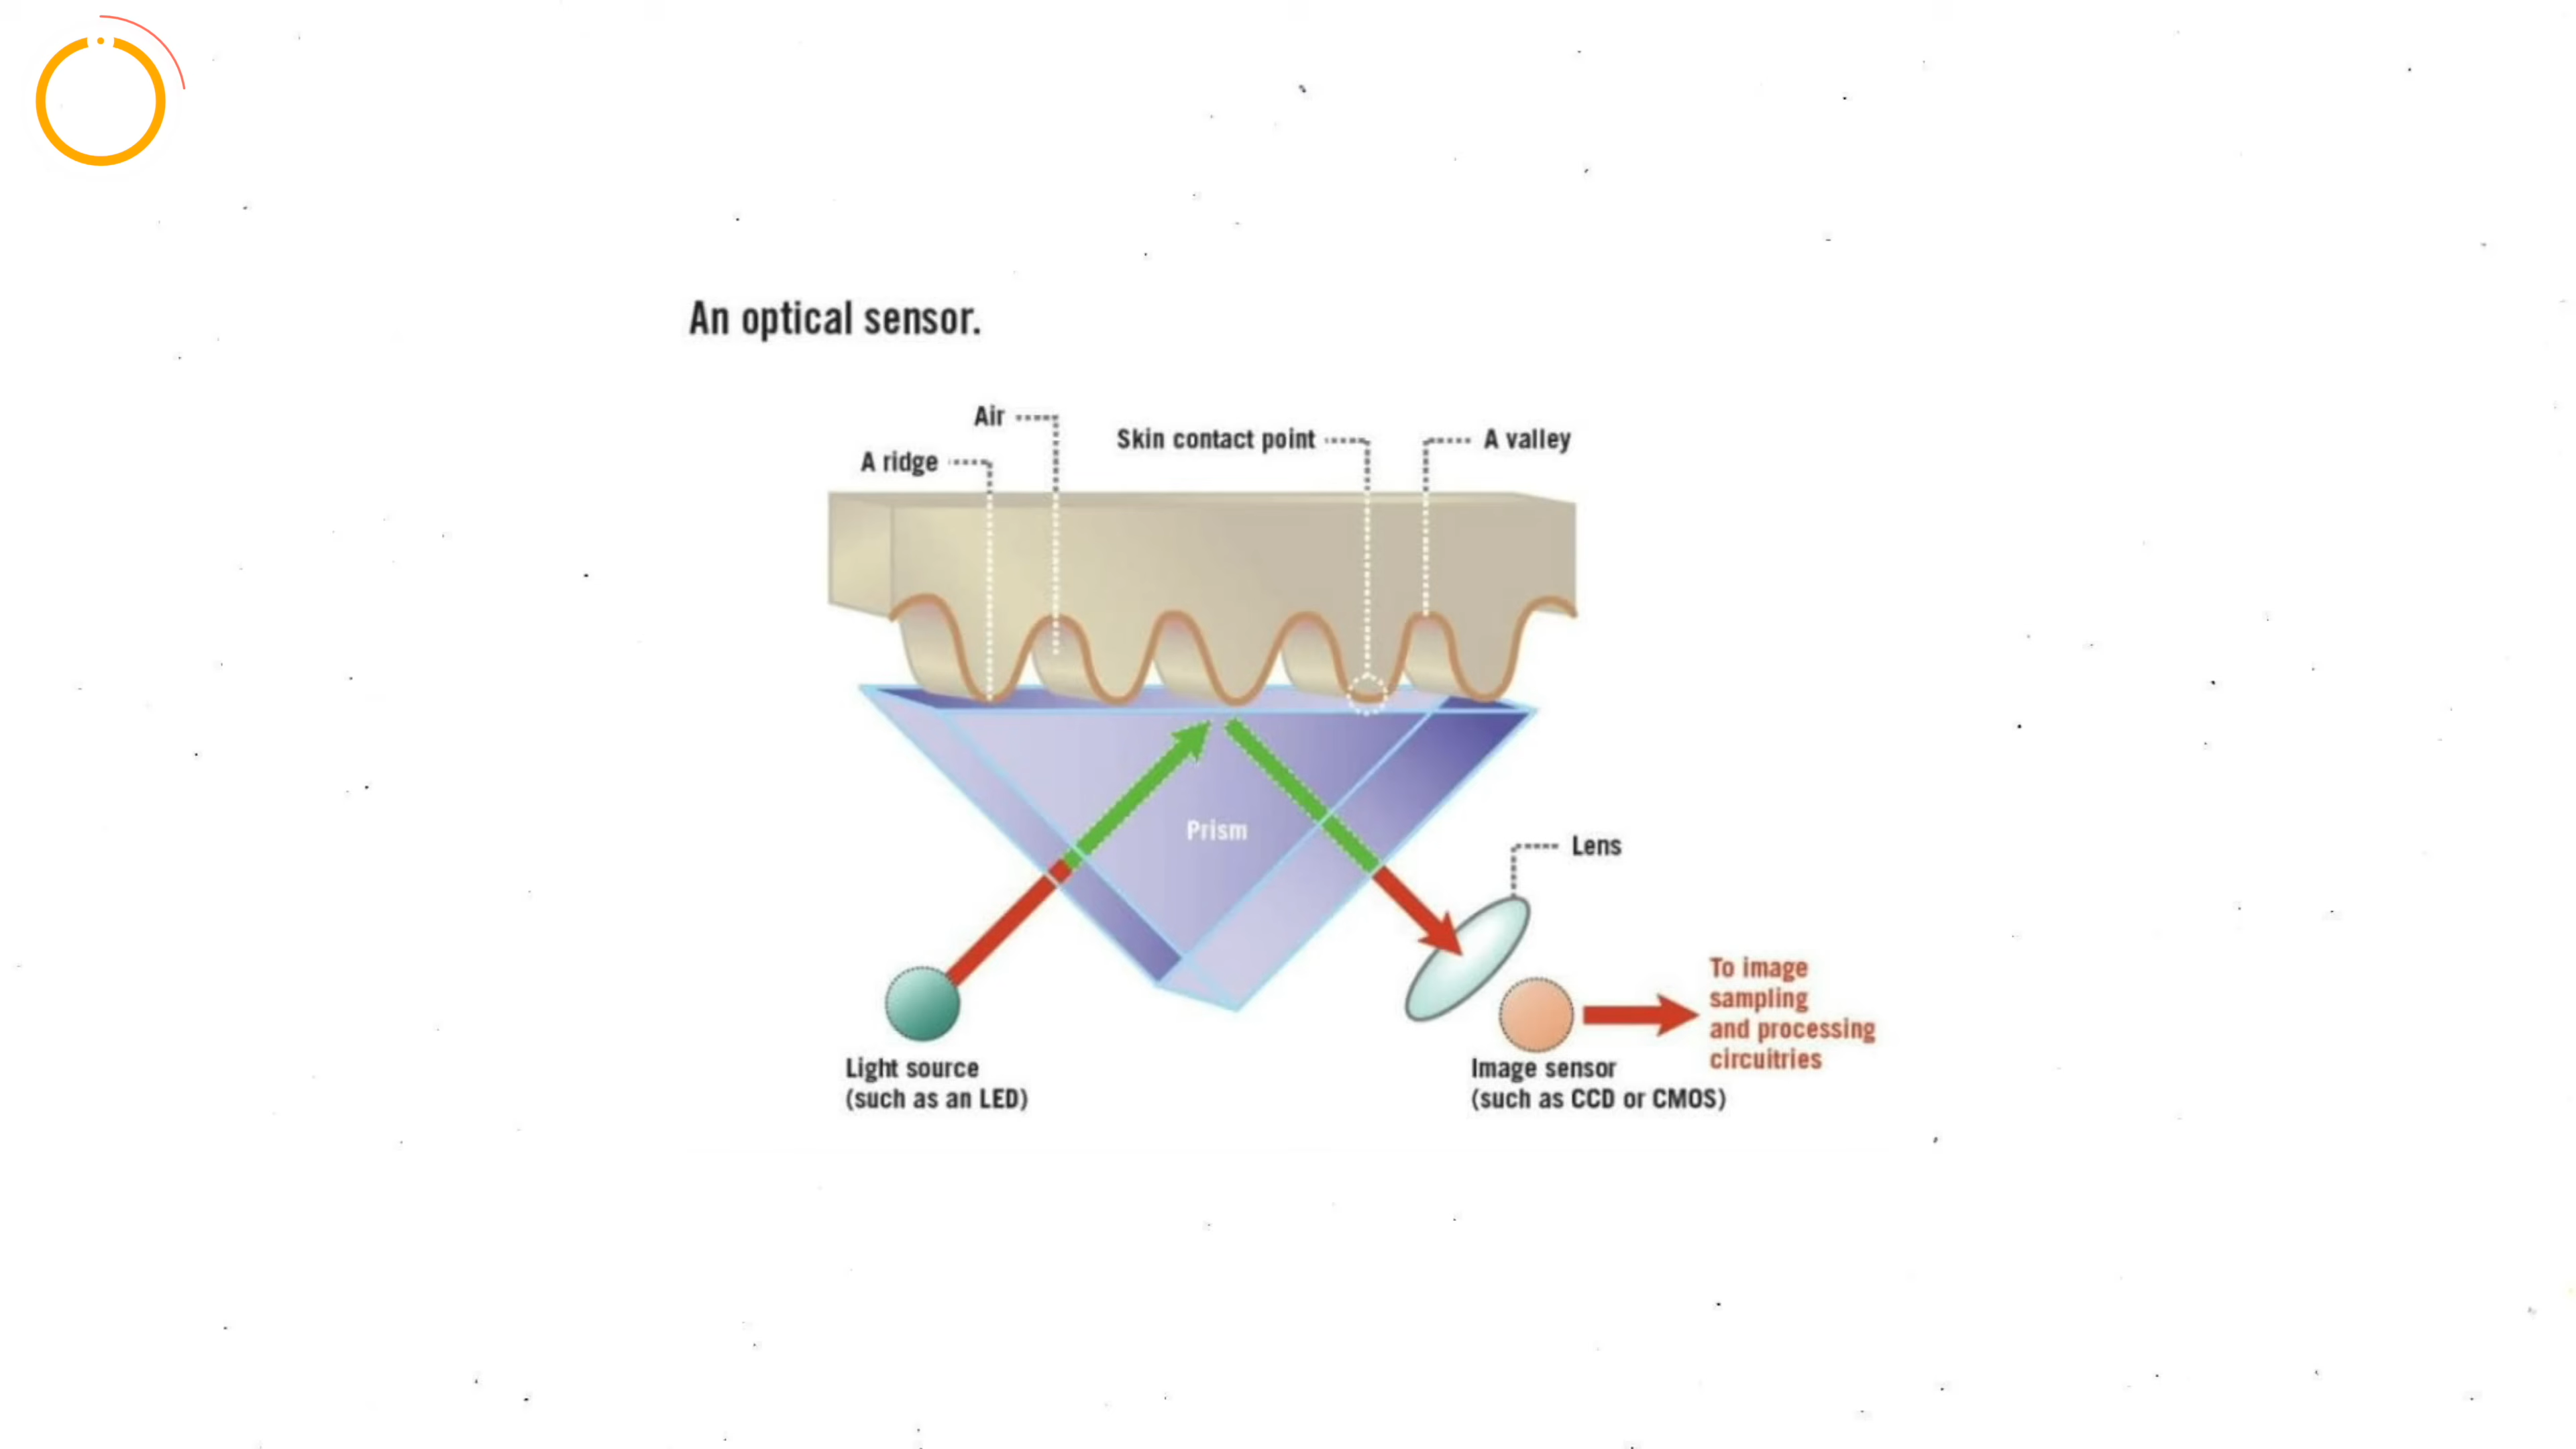 An optical sensor.
Air
A ridge
Skin contact point
A valley
Prism
Lens
Light source
(such as an LED)
Image sensor
(such as CCD or CMOS)
To image
sampling
and processing
circuitries